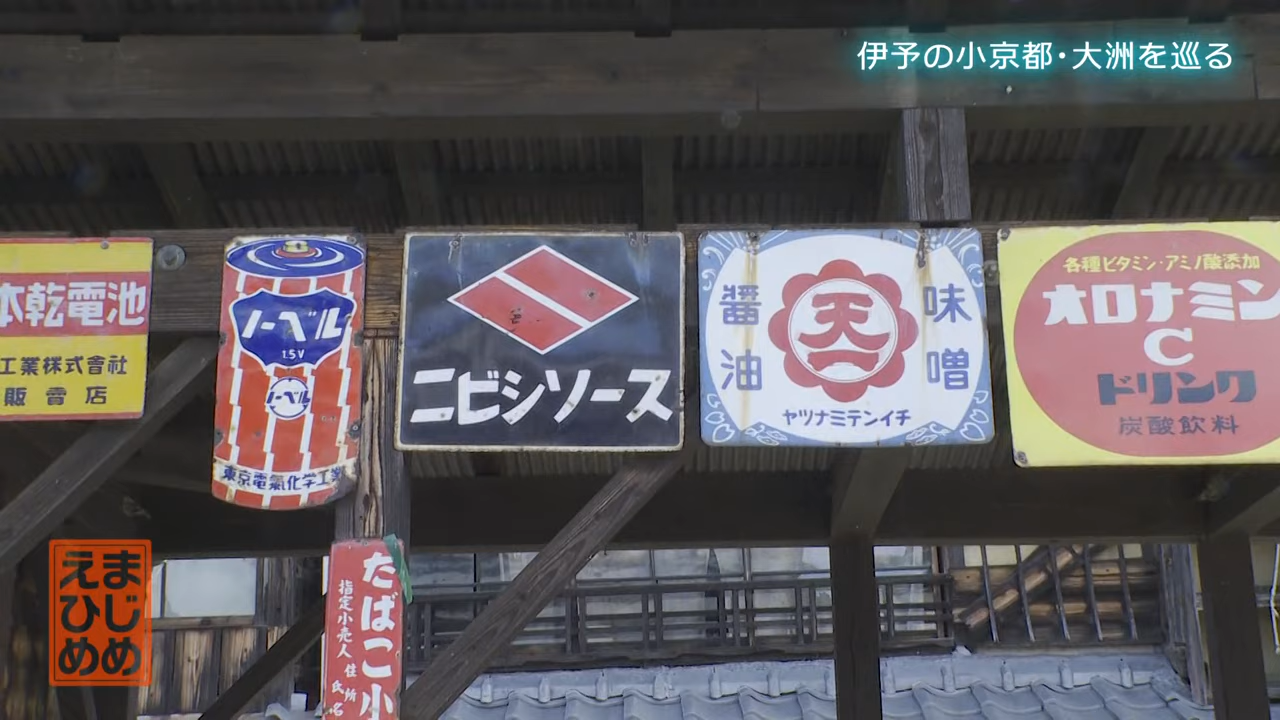 伊予の小京都・大洲を巡る
本乾電池
工業株式會社
販賣店
ノーベル
1.5V
ノーベル
東京電氣化学工業
ニビシソース
醤油
味噌
天一
ヤツナミテンイチ
各種ビタミン・アミノ酸添加
オロナミン
C
ドリンク
炭酸飲料
たばこ小
指定小売人
住所
氏名
まじめ
えひめ